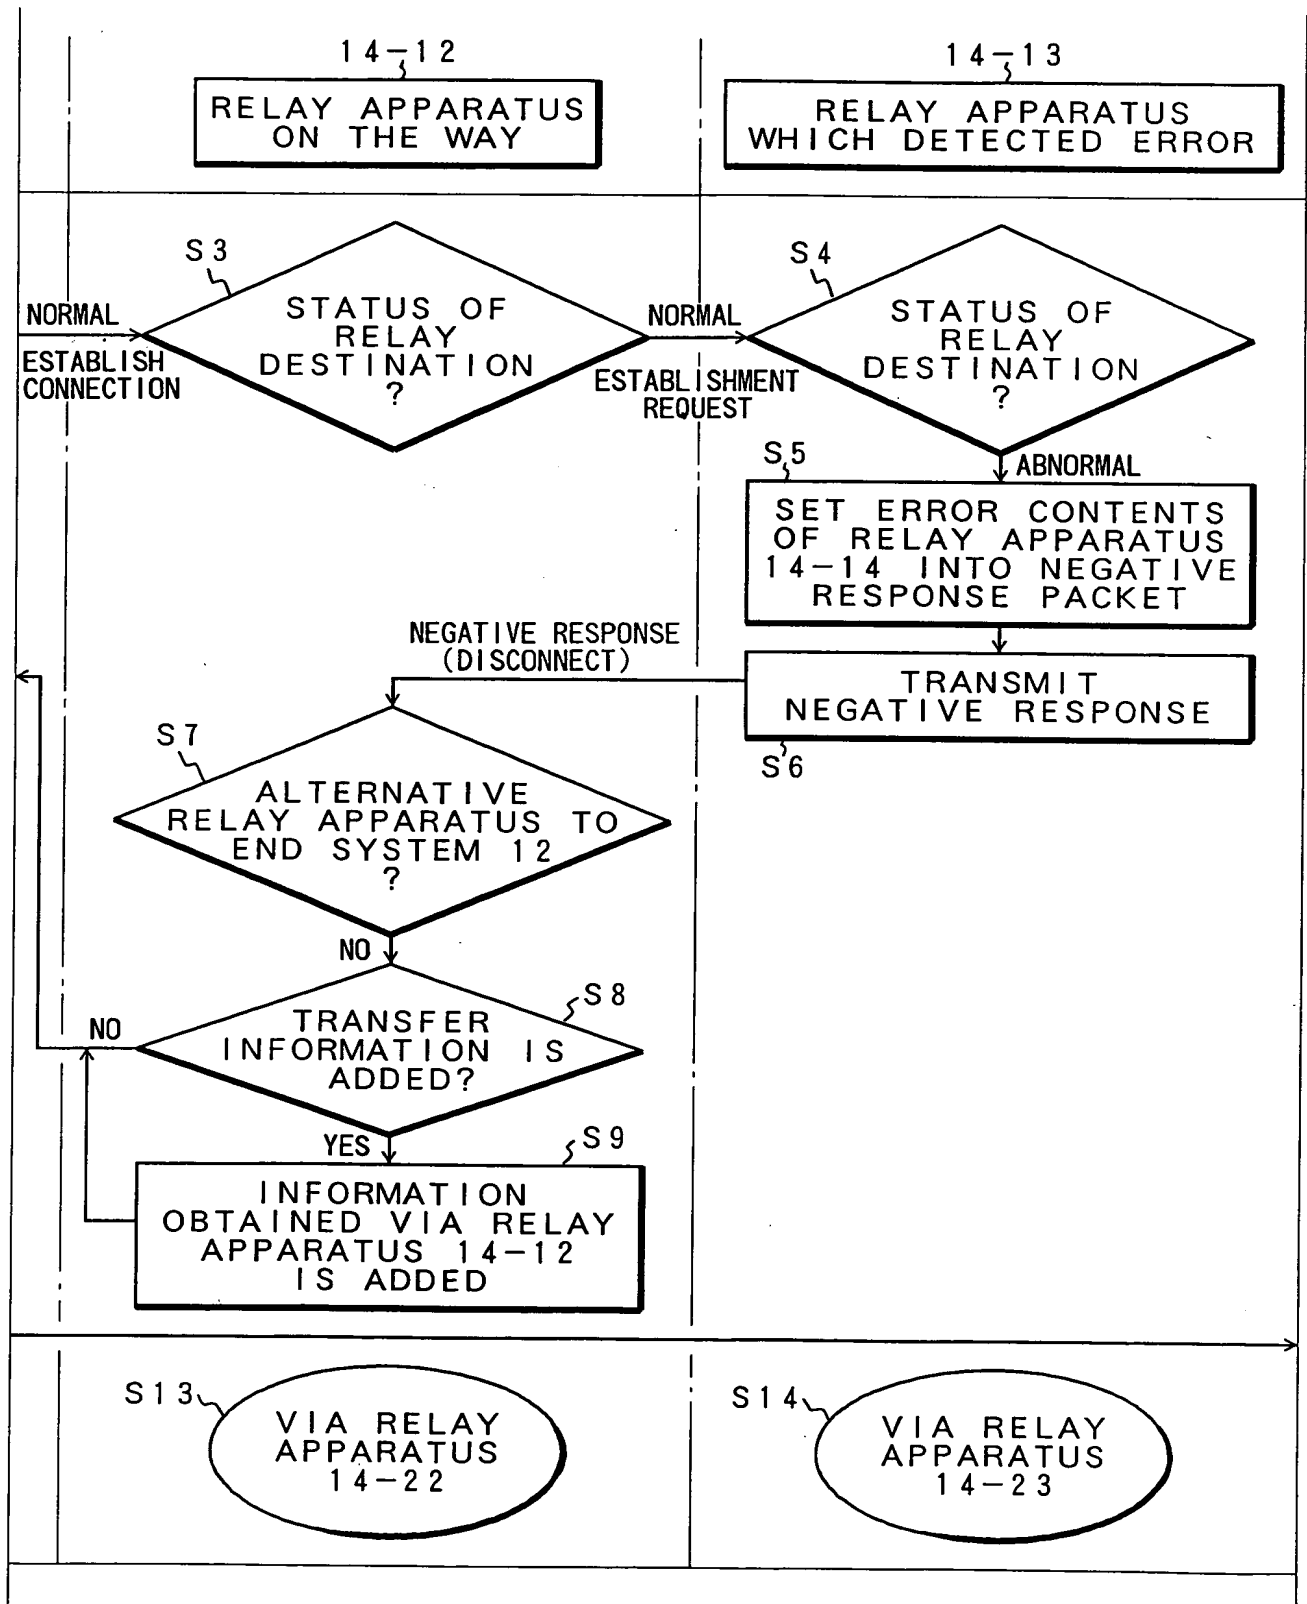 14-12
RELAY APPARATUS
ON THE WAY
14-13
RELAY APPARATUS
WHICH DETECTED ERROR
S3
STATUS OF
RELAY
DESTINATION
?
NORMAL
ESTABLISH
CONNECTION
NORMAL
ESTABLISHMENT
REQUEST
S4
STATUS OF
RELAY
DESTINATION
?
ABNORMAL
S5
SET ERROR CONTENTS
OF RELAY APPARATUS
14-14 INTO NEGATIVE
RESPONSE PACKET
NEGATIVE RESPONSE
(DISCONNECT)
TRANSMIT
NEGATIVE RESPONSE
S6
S7
ALTERNATIVE
RELAY APPARATUS TO
END SYSTEM 12
?
NO
S8
TRANSFER
INFORMATION IS
ADDED?
NO
YES
S9
INFORMATION
OBTAINED VIA RELAY
APPARATUS 14-12
IS ADDED
S13
VIA RELAY
APPARATUS
14-22
S14
VIA RELAY
APPARATUS
14-23